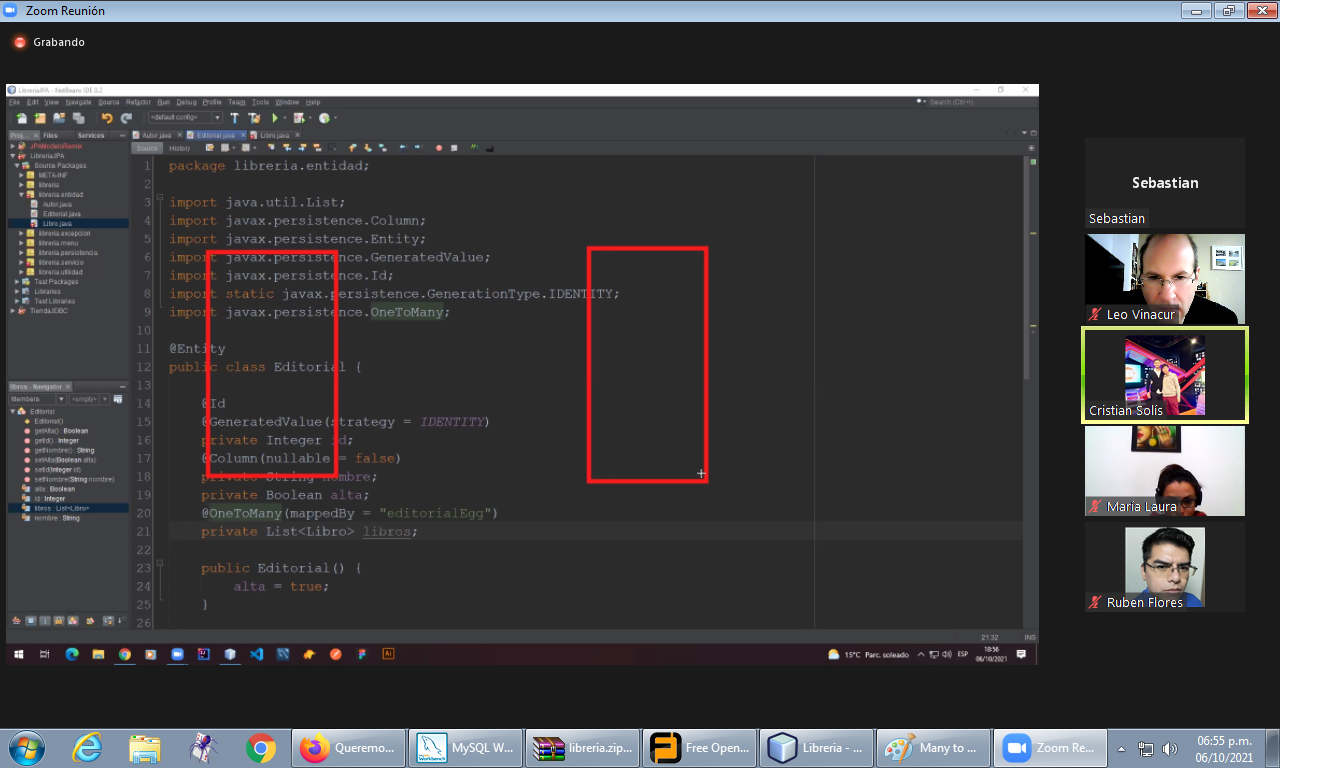 Zoom Reunión
Grabando
LibreriaJPA - NetBeans IDE 8.2
File Edit View Navigate Source Refactor Run Debug Profile Team Tools Window Help
Search (Ctrl+I)
<default config>
Proj... Files Services
JPAModeloRemix
LibreriaJPA
Source Packages
META-INF
libreria
libreria.entidad
Autor.java
Editorial.java
Libro.java
libreria.excepcion
libreria.menu
libreria.persistencia
libreria.servicio
libreria.utilidad
Test Packages
Libraries
Test Libraries
TiendaJDBC
libros - Navigator
Members <empty>
Editorial
Editorial()
getAlta() : Boolean
getId() : Integer
getNombre() : String
setAlta(Boolean alta)
setId(Integer id)
setNombre(String nombre)
alta : Boolean
id : Integer
libros : List<Libro>
nombre : String
Autor.java Editorial.java Libro.java
Source History
1 package libreria.entidad;
2
3 import java.util.List;
4 import javax.persistence.Column;
5 import javax.persistence.Entity;
6 import javax.persistence.GeneratedValue;
7 import javax.persistence.Id;
8 import static javax.persistence.GenerationType.IDENTITY;
9 import javax.persistence.OneToMany;
10
11 @Entity
12 public class Editorial {
13
14 @Id
15 @GeneratedValue(strategy = IDENTITY)
16 private Integer id;
17 @Column(nullable = false)
18 private String nombre;
19 private Boolean alta;
20 @OneToMany(mappedBy = "editorialEgg")
21 private List<Libro> libros;
22
23 public Editorial() {
24 alta = true;
25 }
26
21:32 INS
15°C Parc. soleado ESP 18:56
06/10/2021
Sebastian
Sebastian
Leo Vinacur
Cristian Solís
María Laura
Ruben Flores
Queremo... MySQL W... libreria.zip... Free Open... Libreria - ... Many to ... Zoom Re...
06:55 p.m.
06/10/2021